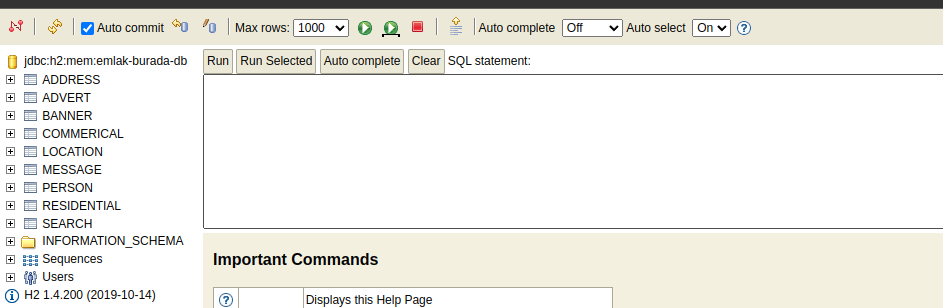 Auto commit Max rows: 1000 Auto complete Off Auto select On ?
jdbc:h2:mem:emlak-burada-db
ADDRESS
ADVERT
BANNER
COMMERICAL
LOCATION
MESSAGE
PERSON
RESIDENTIAL
SEARCH
INFORMATION_SCHEMA
Sequences
Users
H2 1.4.200 (2019-10-14)
Run Run Selected Auto complete Clear SQL statement:
Important Commands
? Displays this Help Page